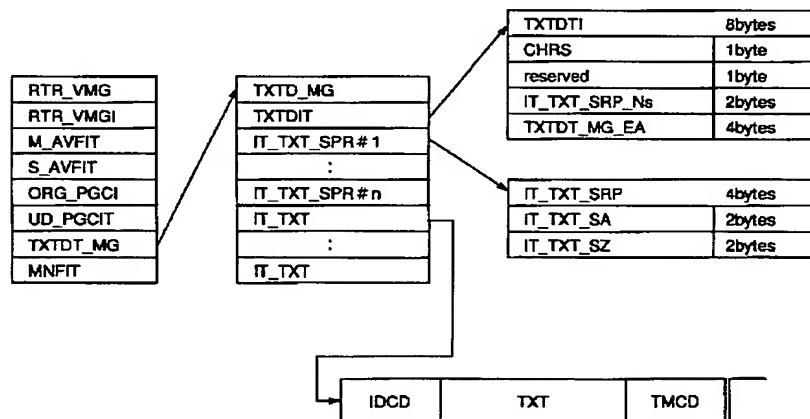 RTR_VMG
RTR_VMGI
M_AVFIT
S_AVFIT
ORG_PGCI
UD_PGCIT
TXTDT_MG
MNFIT
TXTD_MG
TXTDIT
IT_TXT_SPR#1
:
IT_TXT_SPR#n
IT_TXT
:
IT_TXT
TXTDTI 8bytes
CHRS 1byte
reserved 1byte
IT_TXT_SRP_Ns 2bytes
TXTDT_MG_EA 4bytes
IT_TXT_SRP 4bytes
IT_TXT_SA 2bytes
IT_TXT_SZ 2bytes
IDCD TXT TMCD